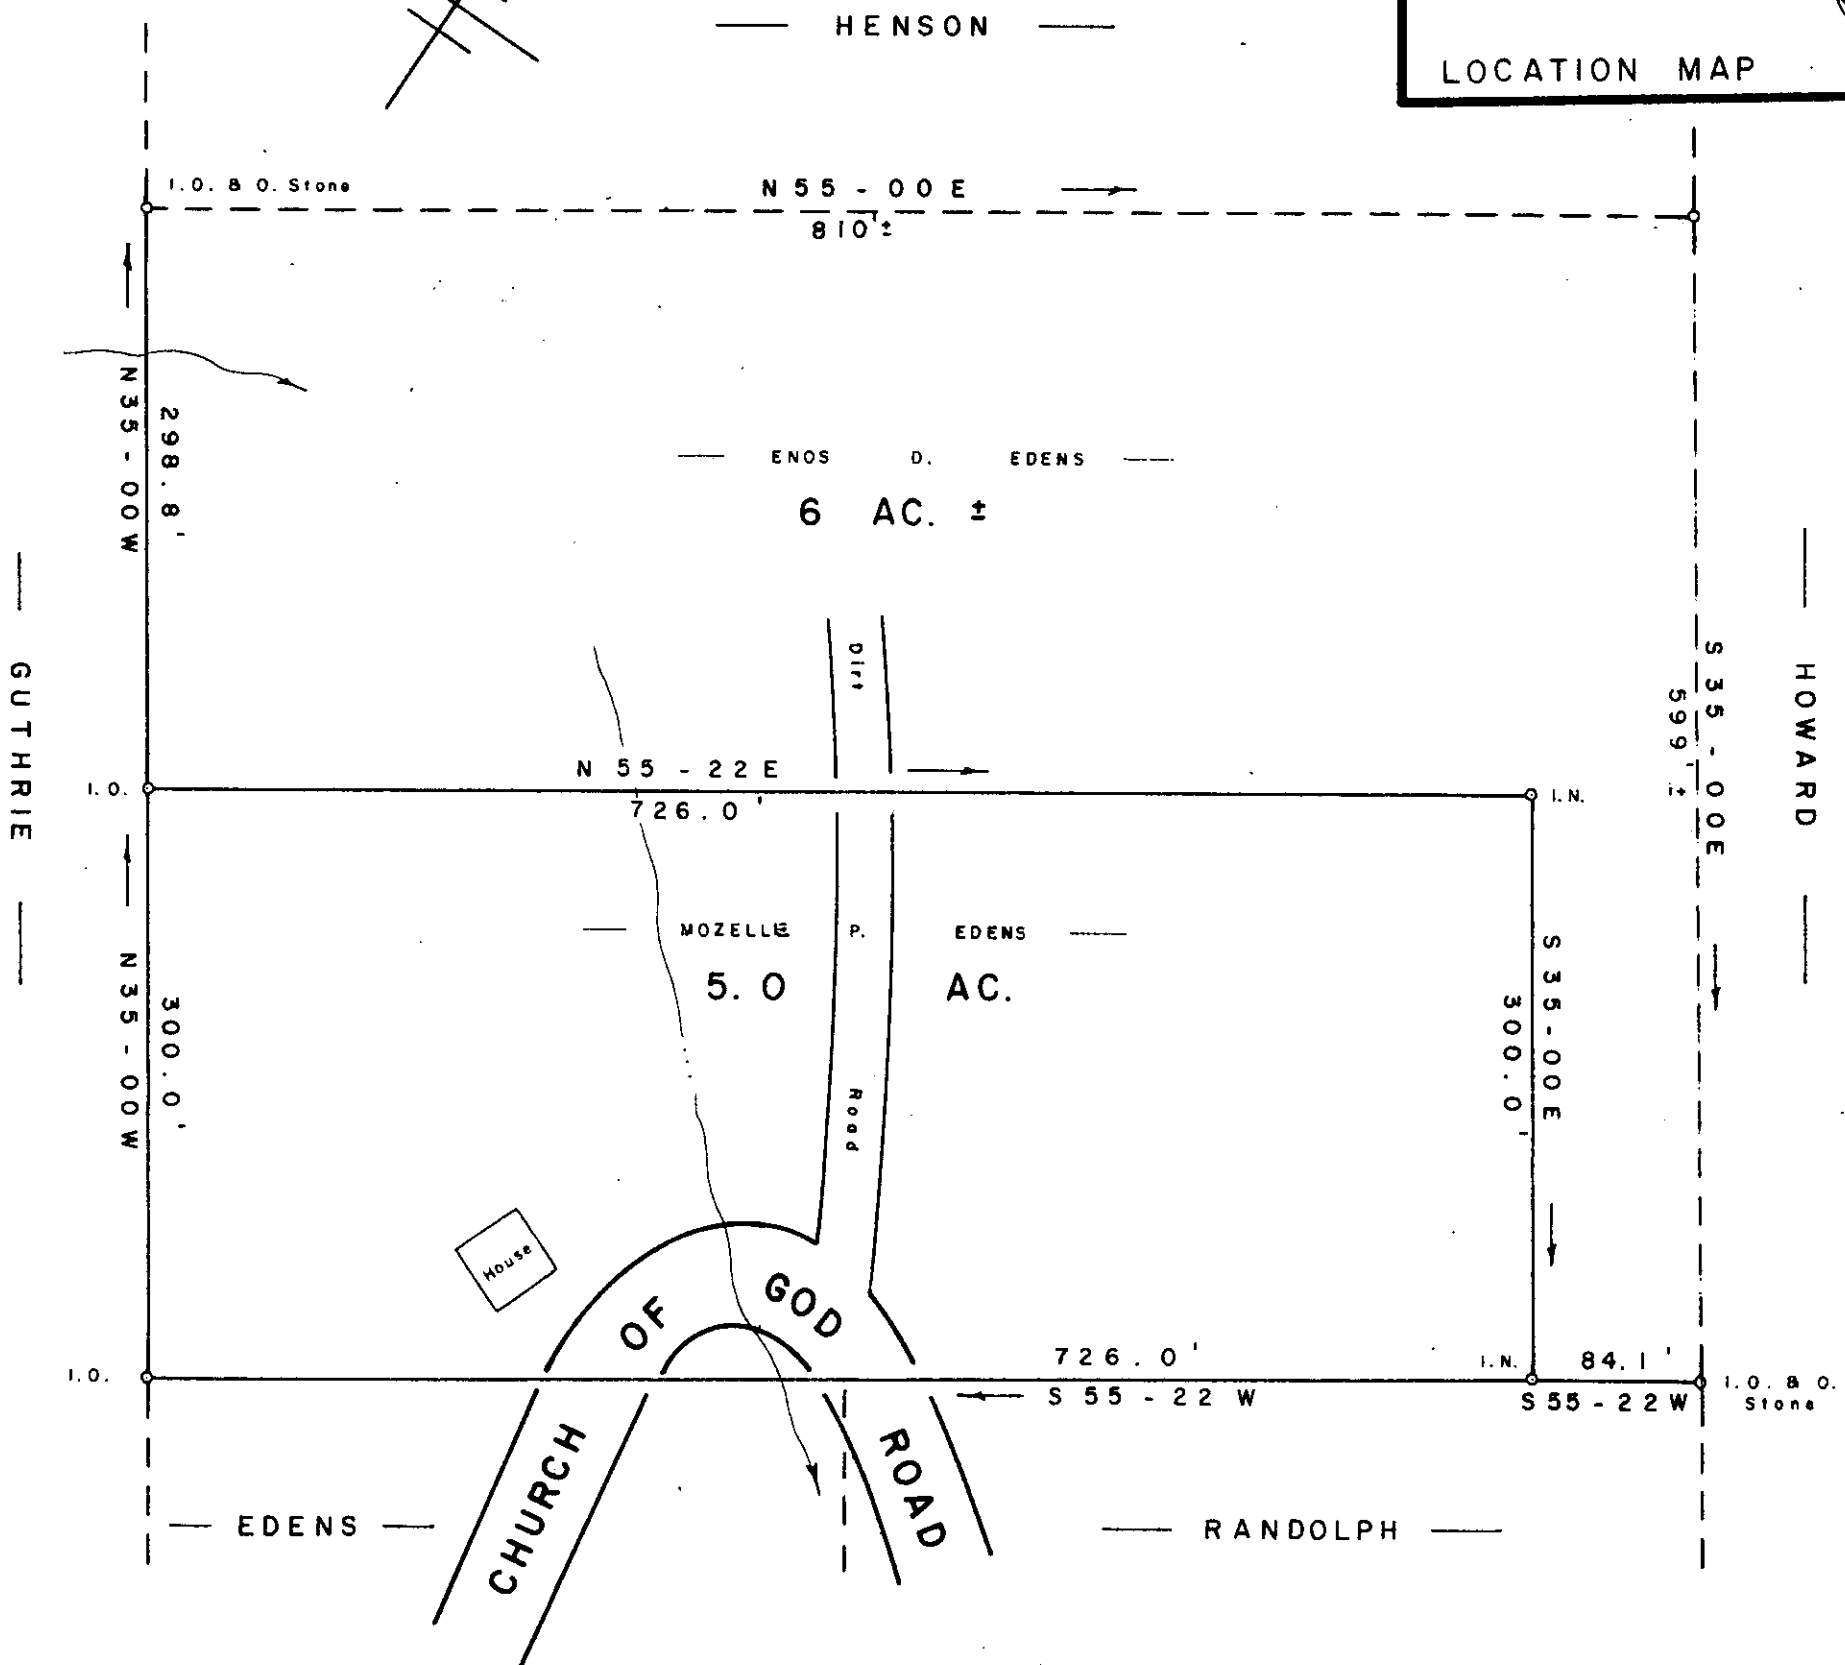 HENSON
LOCATION MAP
I.O. & O. Stone
N 55 - 00 E
810'±
N 35 - 00 W
298.8'
ENOS D. EDENS
6 AC. ±
GUTHRIE
HOWARD
S 35 - 00 E
599'±
Dirt
N 55 - 22 E
I.O.
726.0'
I.N.
MOZELLE P. EDENS
5.0 AC.
N 35 - 00 W
300.0'
S 35 - 00 E
300.0'
Road
House
CHURCH OF GOD ROAD
726.0'
I.N.
84.1'
I.O.
S 55 - 22 W
S 55 - 22 W
I.O. & O.
Stone
EDENS
RANDOLPH